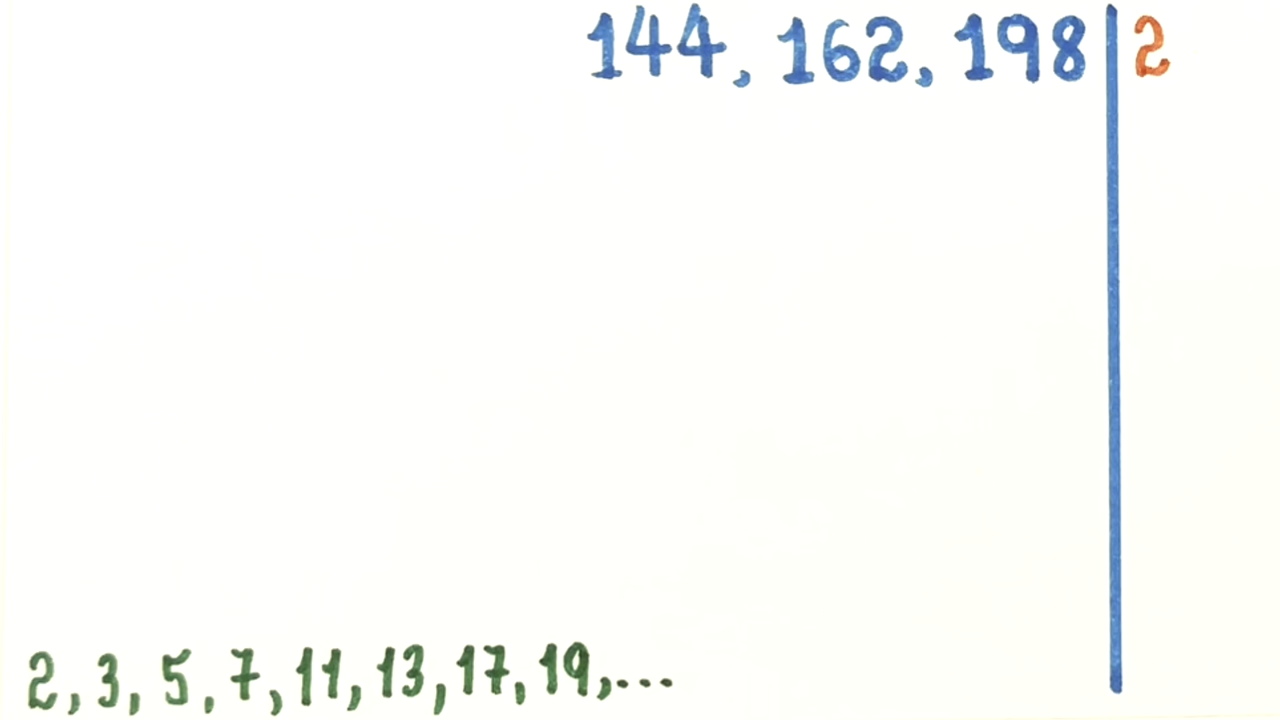 144, 162, 198 | 2
2, 3, 5, 7, 11, 13, 17, 19, ...